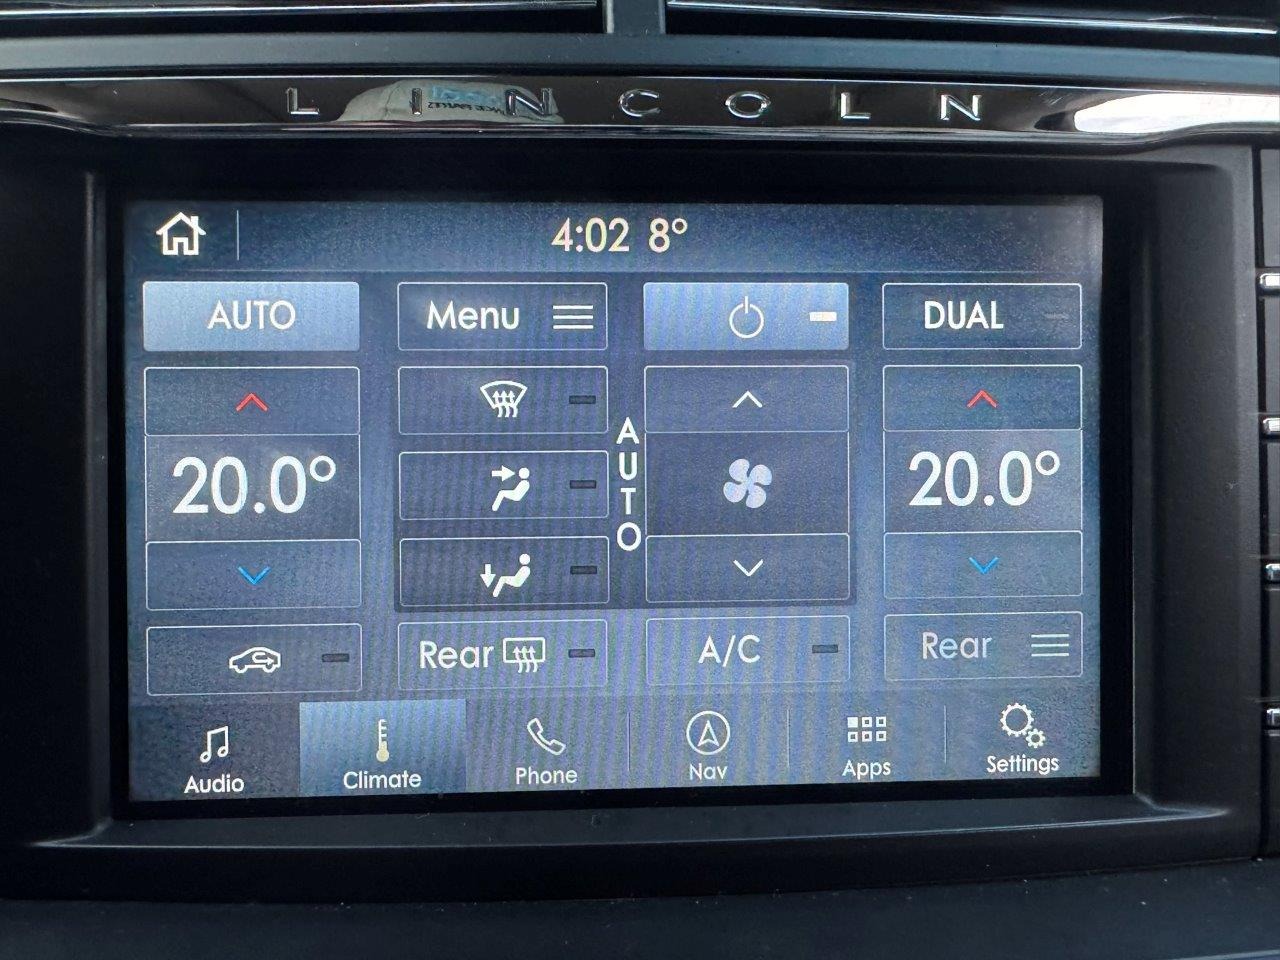 LINCOLN
4:02 8°
AUTO
Menu
DUAL
20.0°
AUTO
20.0°
Rear
A/C
Rear
Audio
Climate
Phone
Nav
Apps
Settings